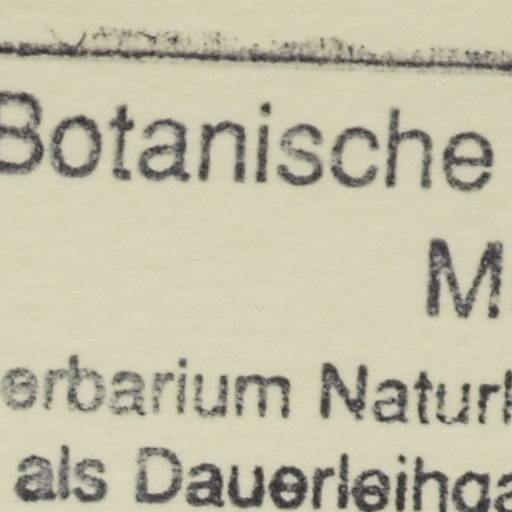 Botanische
M
erbarium Natur
als Dauerleihga